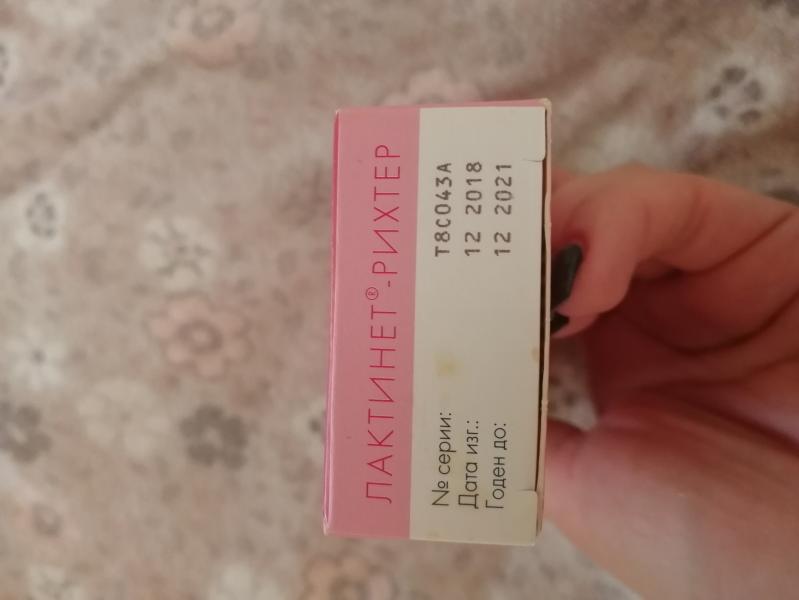 ЛАКТИНЕТ®-РИХТЕР
№ серии: T8C043A
Дата изг.: 12 2018
Годен до: 12 2021